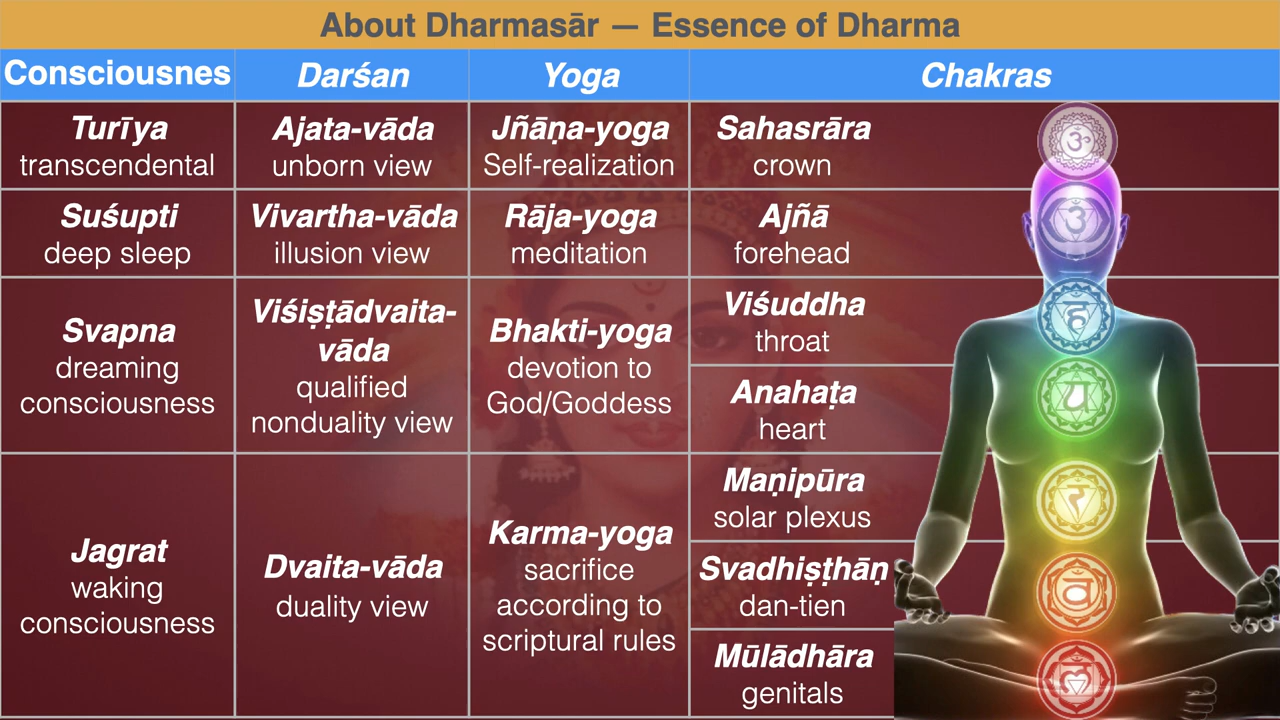 About Dharmasār — Essence of Dharma
Consciousnes
Darśan
Yoga
Chakras
Turīya
transcendental
Ajata-vāda
unborn view
Jñāṇa-yoga
Self-realization
Sahasrāra
crown
Suśupti
deep sleep
Vivartha-vāda
illusion view
Rāja-yoga
meditation
Ajñā
forehead
Svapna
dreaming
consciousness
Viśiṣṭādvaita-
vāda
qualified
nonduality view
Bhakti-yoga
devotion to
God/Goddess
Viśuddha
throat
Anahaṭa
heart
Jagrat
waking
consciousness
Dvaita-vāda
duality view
Karma-yoga
sacrifice
according to
scriptural rules
Maṇipūra
solar plexus
Svadhiṣṭhāṇ
dan-tien
Mūlādhāra
genitals
ॐ
ह
य
र
व